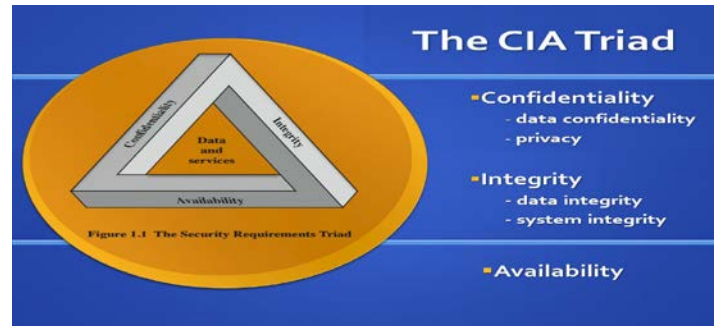 The CIA Triad
Confidentiality
Integrity
Data
and
services
Availability
Figure 1.1 The Security Requirements Triad
▪Confidentiality
- data confidentiality
- privacy
▪Integrity
- data integrity
- system integrity
▪Availability